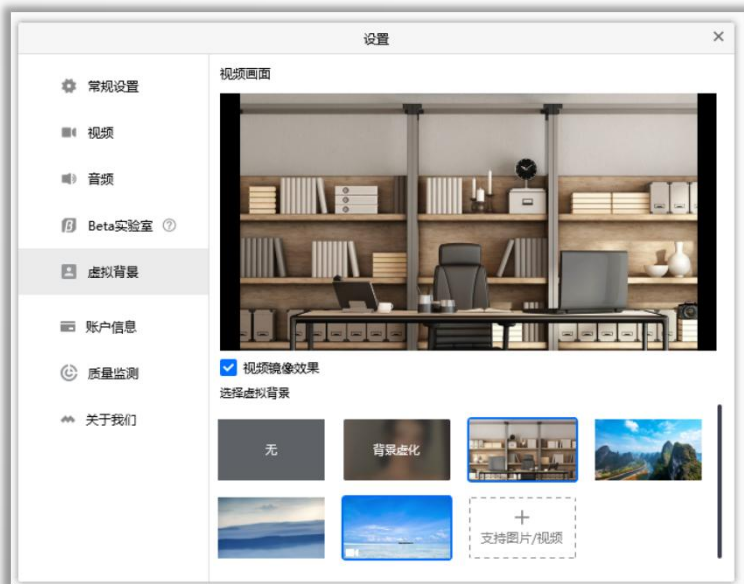 设置
常规设置
视频
音频
Beta实验室
虚拟背景
账户信息
质量监测
关于我们
视频画面
视频镜像效果
选择虚拟背景
无
背景虚化
支持图片/视频